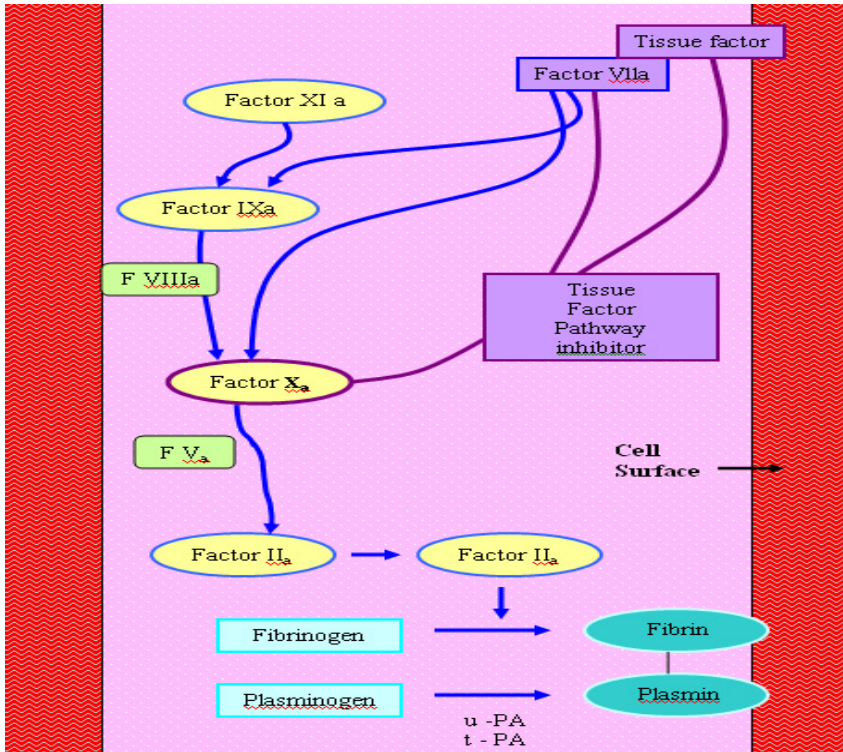 Tissue factor
Factor VIIa
Factor XI a
Factor IXa
F VIIIa
Tissue
Factor
Pathway
inhibitor
Factor Xa
F Va
Cell
Surface
Factor IIa
Factor IIa
Fibrinogen
Fibrin
Plasminogen
Plasmin
u -PA
t - PA